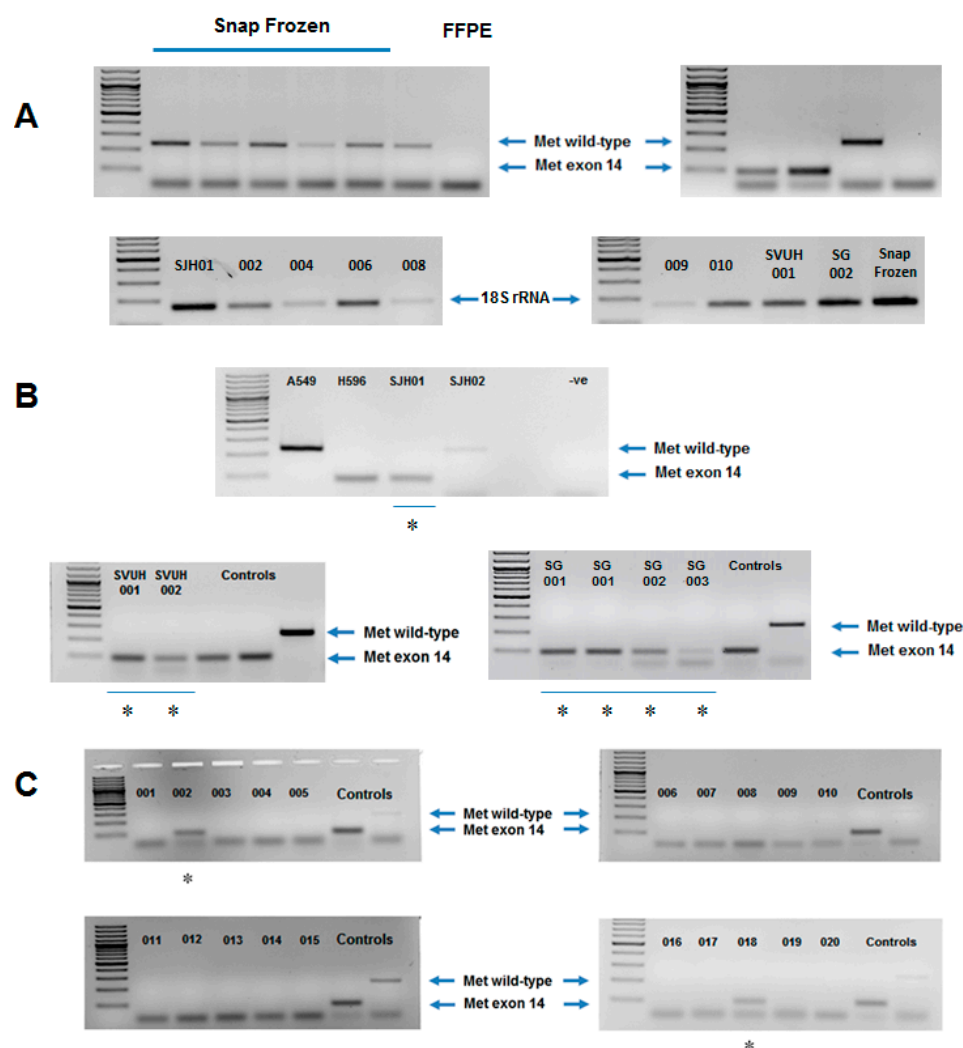 Snap Frozen FFPE
A
Met wild-type
Met exon 14
SJH01 002 004 006 008
18S rRNA
009 010 SVUH 001 SG 002 Snap Frozen
B
A549 H596 SJH01 SJH02 -ve
Met wild-type
Met exon 14
*
SVUH 001 SVUH 002 Controls
Met wild-type
Met exon 14
* *
SG 001 SG 001 SG 002 SG 003 Controls
Met wild-type
Met exon 14
* * * *
C
001 002 003 004 005 Controls
Met wild-type
Met exon 14
006 007 008 009 010 Controls
*
011 012 013 014 015 Controls
Met wild-type
Met exon 14
016 017 018 019 020 Controls
*